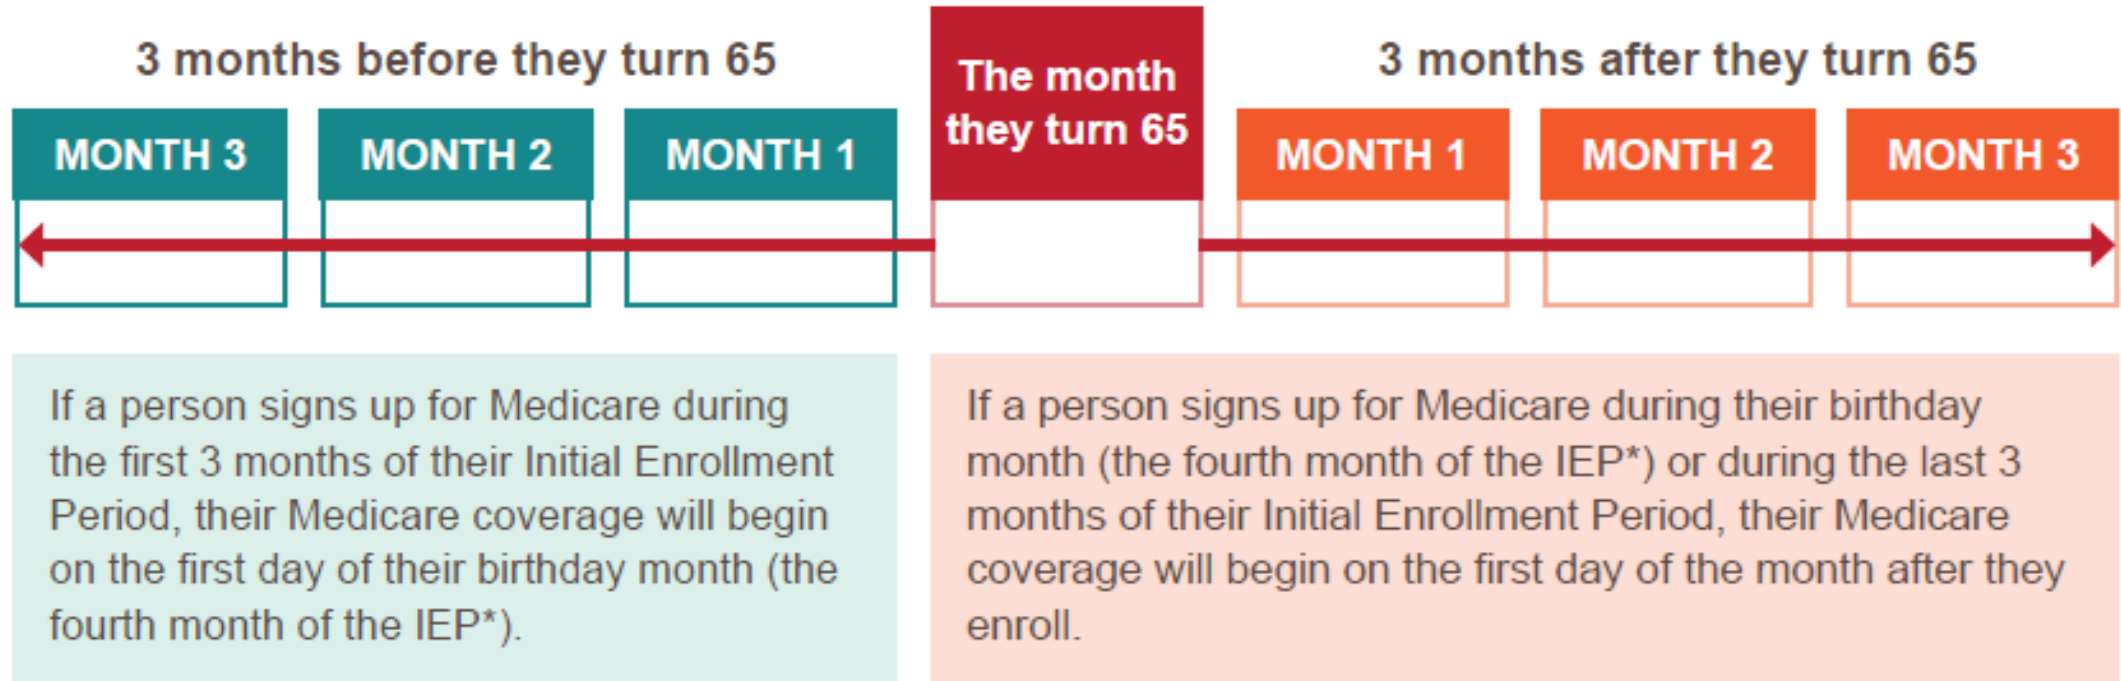 3 months before they turn 65
MONTH 3
MONTH 2
MONTH 1
The month
they turn 65
3 months after they turn 65
MONTH 1
MONTH 2
MONTH 3
If a person signs up for Medicare during
the first 3 months of their Initial Enrollment
Period, their Medicare coverage will begin
on the first day of their birthday month (the
fourth month of the IEP*).
If a person signs up for Medicare during their birthday
month (the fourth month of the IEP*) or during the last 3
months of their Initial Enrollment Period, their Medicare
coverage will begin on the first day of the month after they
enroll.